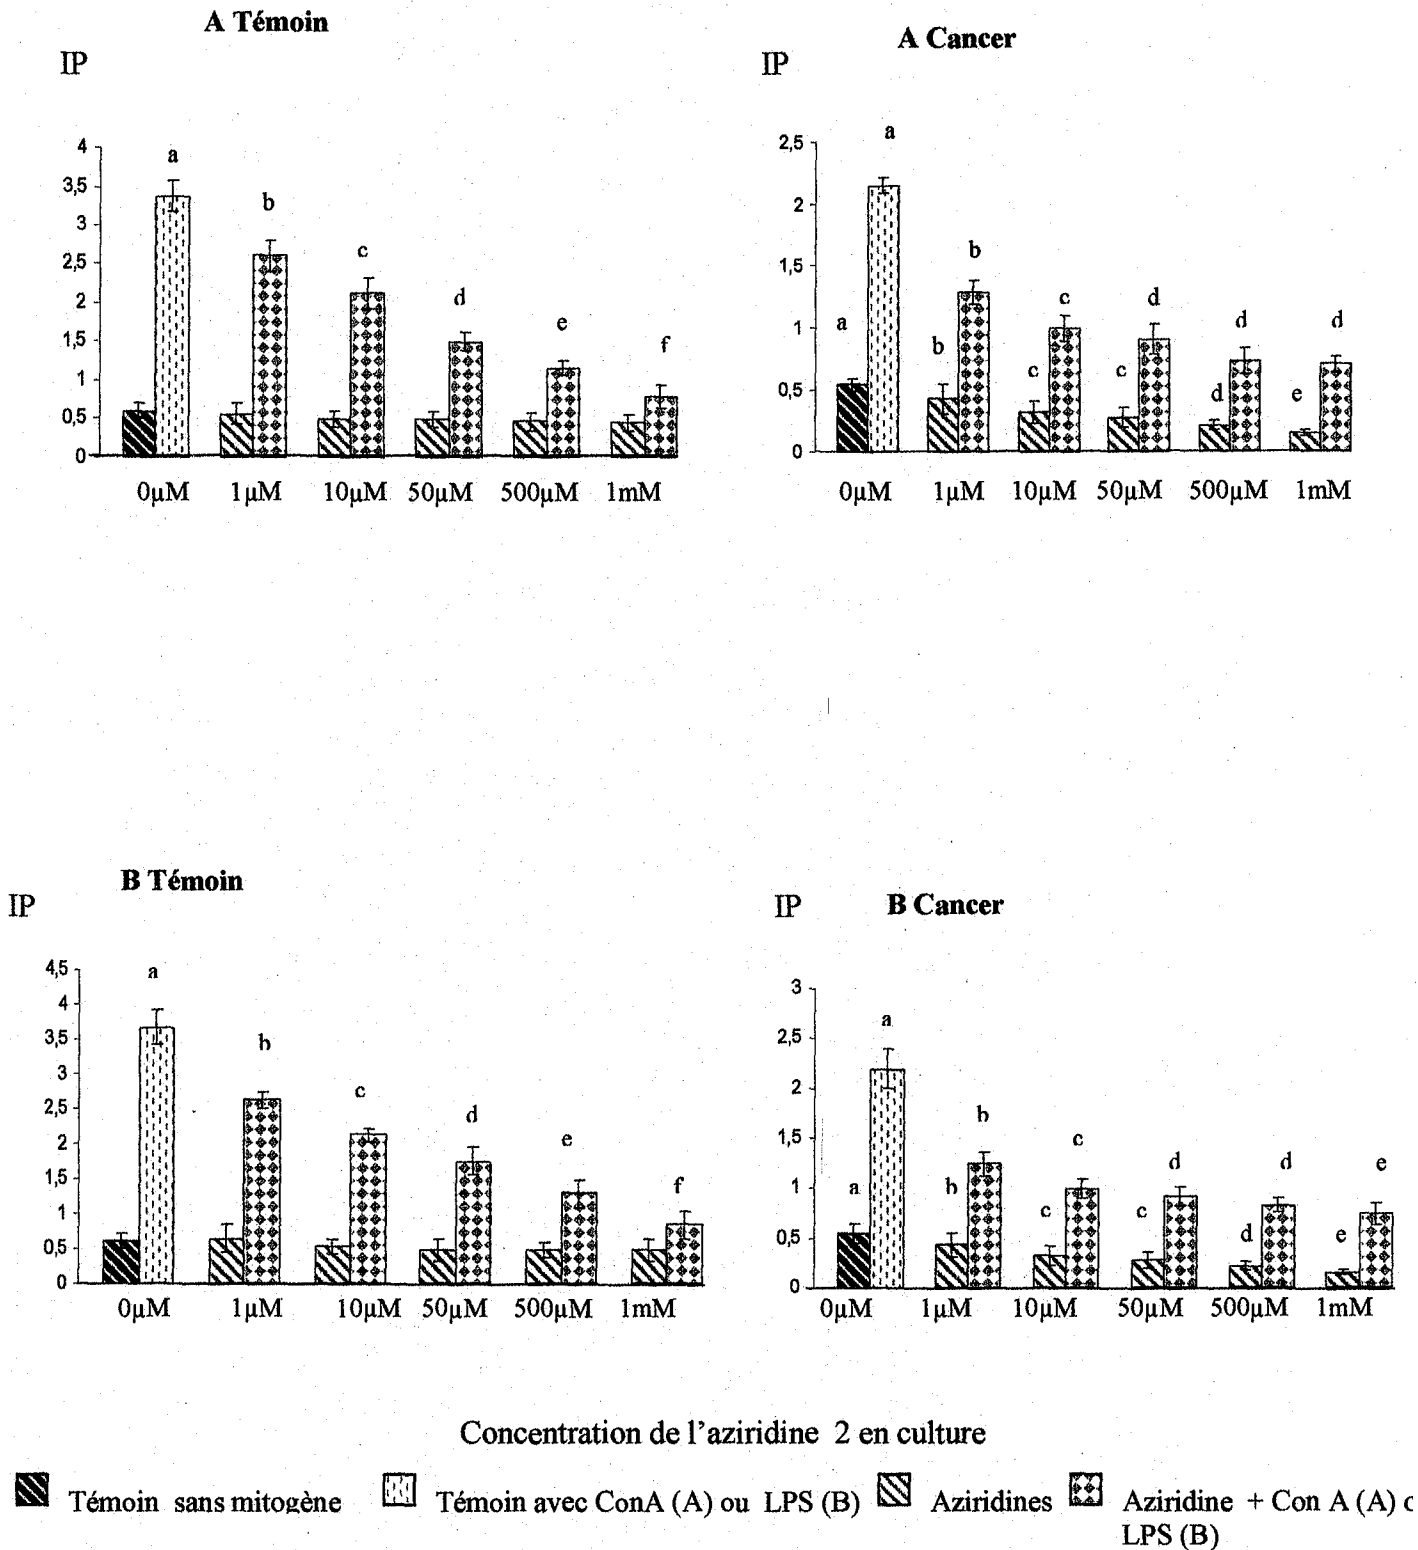 A Témoin
IP
4
3,5
3
2,5
2
1,5
1
0,5
0
a
b
c
d
e
f
0µM 1µM 10µM 50µM 500µM 1mM
A Cancer
IP
2,5
2
1,5
1
0,5
0
a a
b b
c c
c d
d d
e d
0µM 1µM 10µM 50µM 500µM 1mM
B Témoin
IP
4,5
4
3,5
3
2,5
2
1,5
1
0,5
0
a
b
c
d
e
f
0µM 1µM 10µM 50µM 500µM 1mM
B Cancer
IP
3
2,5
2
1,5
1
0,5
0
a a
b b
c c
c d
d d
e e
0µM 1µM 10µM 50µM 500µM 1mM
Concentration de l'aziridine 2 en culture
Témoin sans mitogène
Témoin avec ConA (A) ou LPS (B)
Aziridines
Aziridine + Con A (A) o
LPS (B)